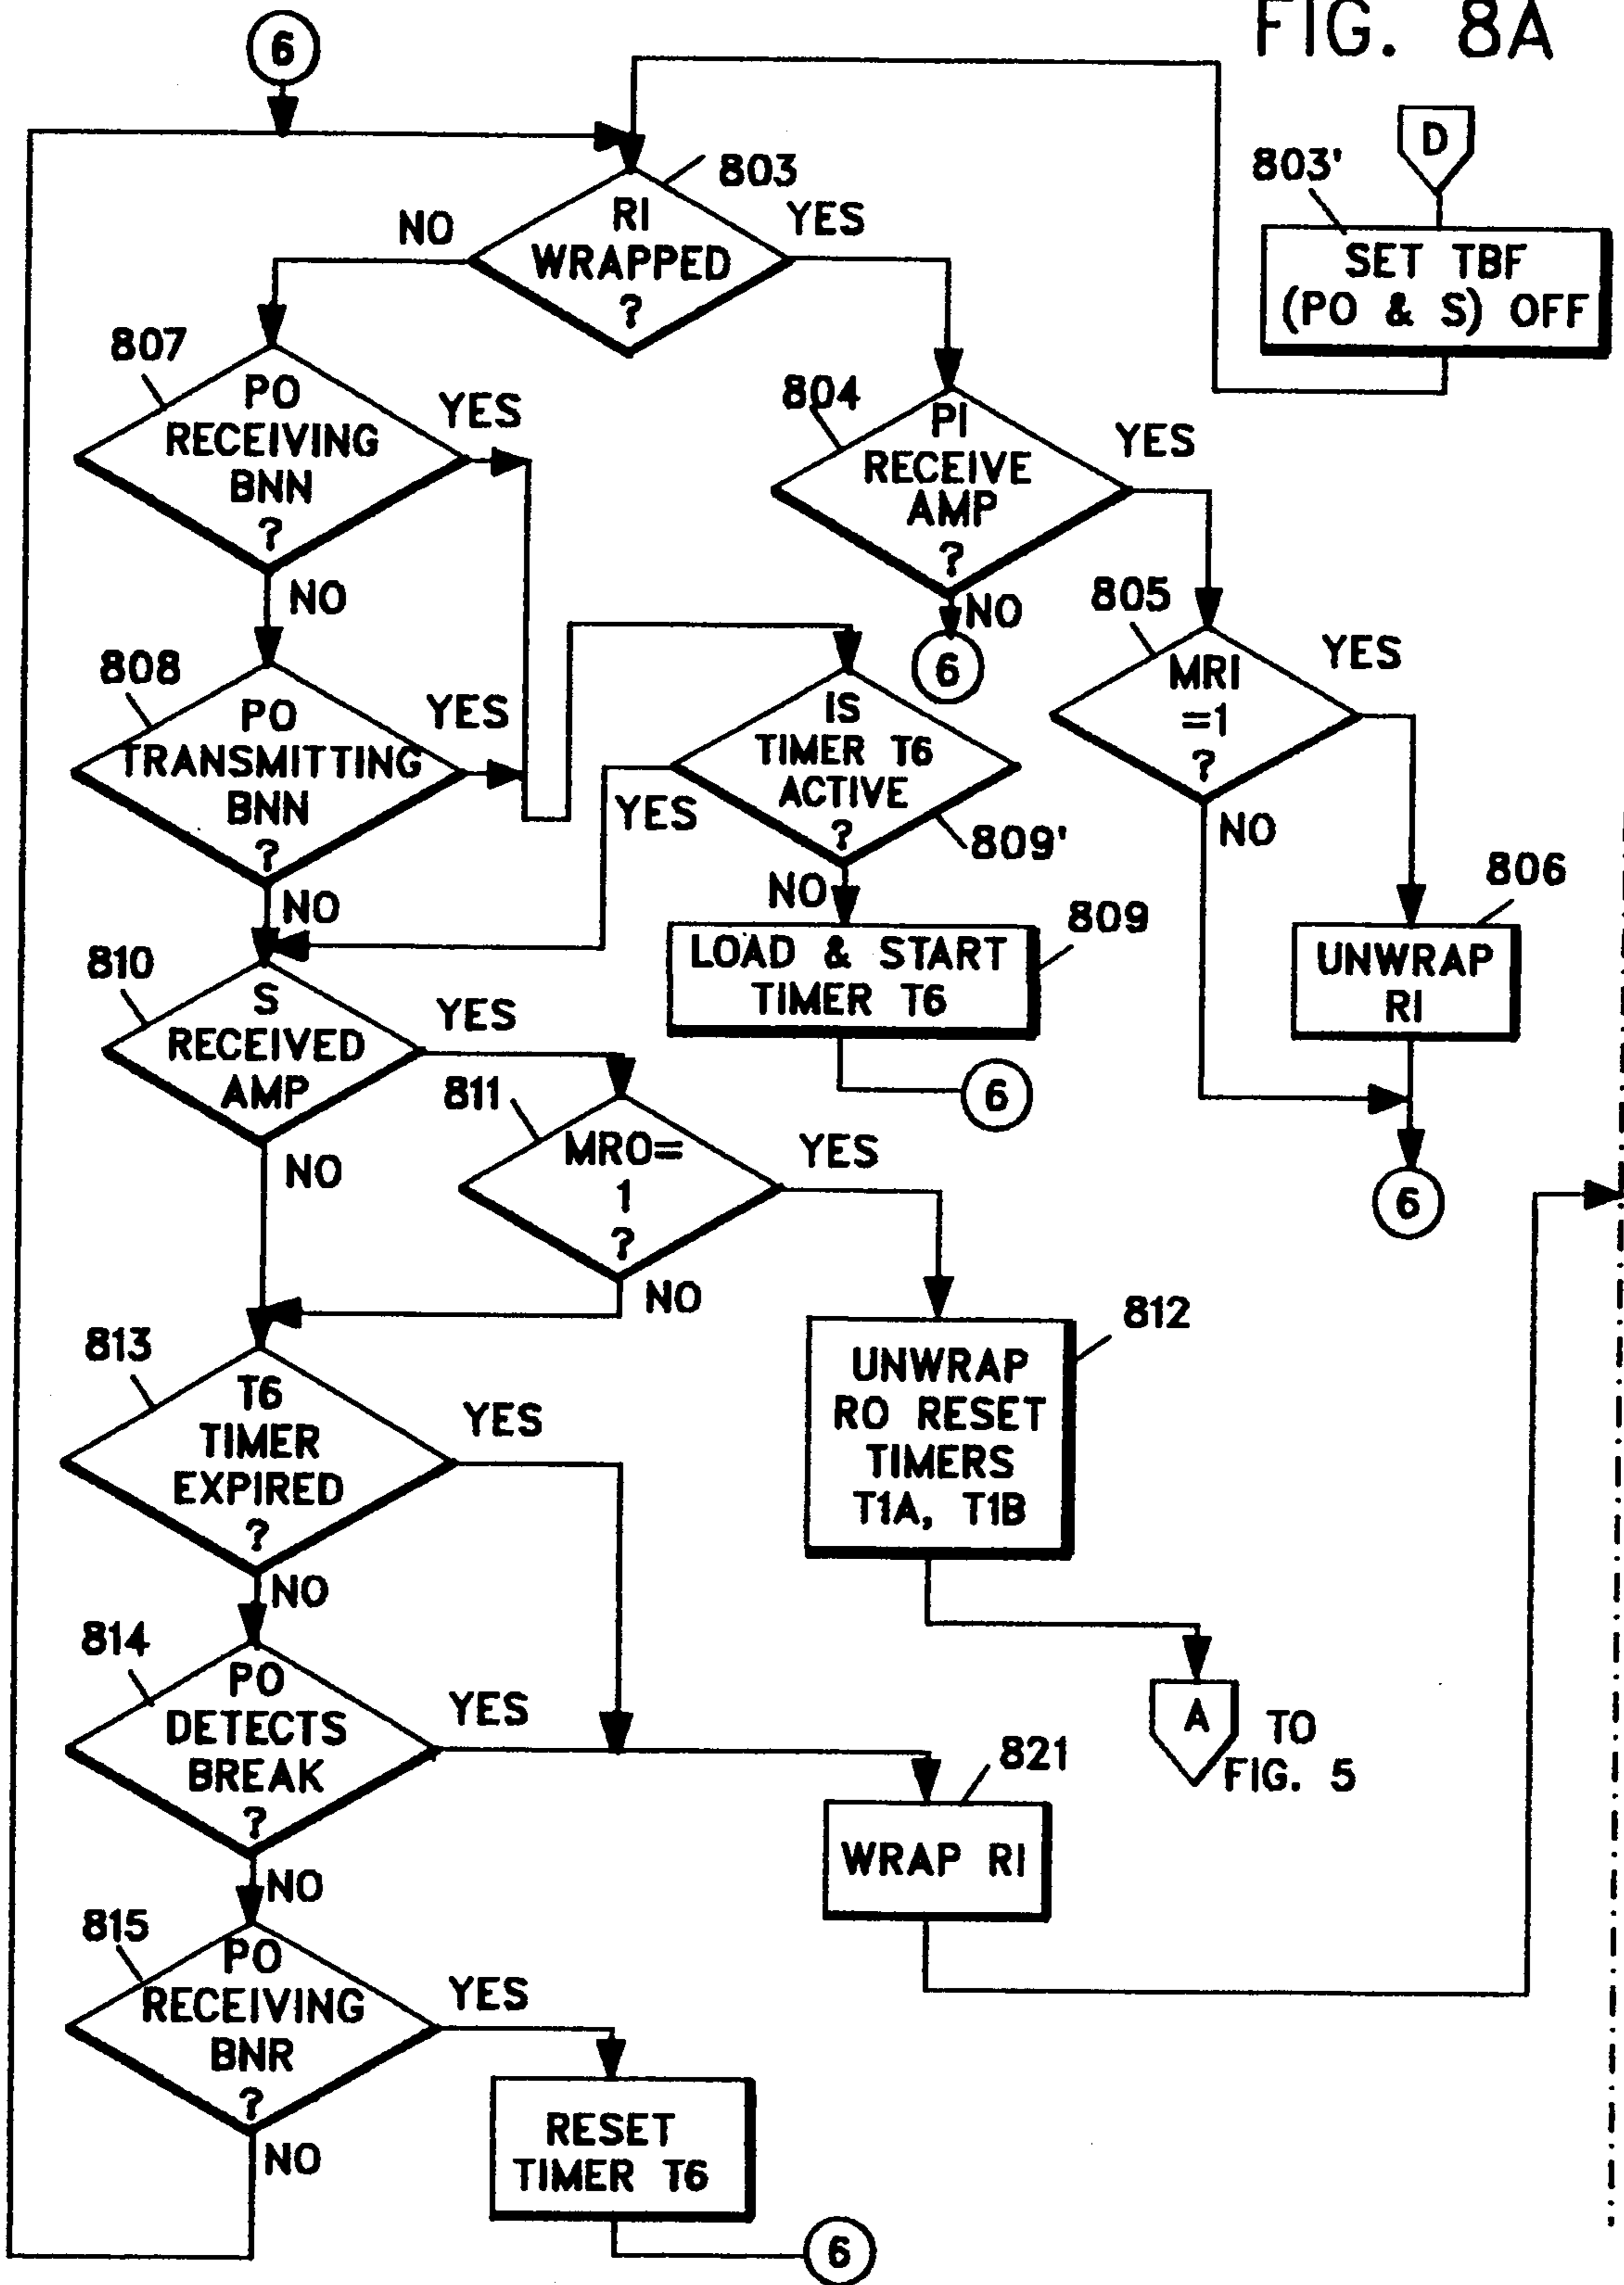 FIG. 8A
6
D
803
803'
RI
WRAPPED
?
NO
YES
SET TBF
(PO & S) OFF
807
PO
RECEIVING
BNN
?
YES
NO
804
PI
RECEIVE
AMP
?
YES
NO
6
805
MRI
=1
?
YES
NO
808
PO
TRANSMITTING
BNN
?
YES
NO
IS
TIMER T6
ACTIVE
?
YES
809'
NO
806
UNWRAP
RI
6
809
LOAD & START
TIMER T6
6
810
S
RECEIVED
AMP
YES
NO
811
MRO=
1
?
YES
NO
812
UNWRAP
RO RESET
TIMERS
T1A, T1B
A
TO
FIG. 5
813
T6
TIMER
EXPIRED
?
YES
NO
814
PO
DETECTS
BREAK
?
YES
NO
821
WRAP RI
815
PO
RECEIVING
BNR
?
YES
NO
RESET
TIMER T6
6